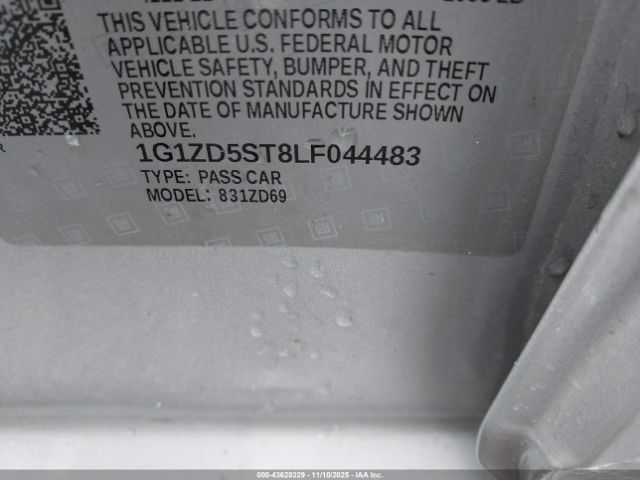 THIS VEHICLE CONFORMS TO ALL
APPLICABLE U.S. FEDERAL MOTOR
VEHICLE SAFETY, BUMPER, AND THEFT
PREVENTION STANDARDS IN EFFECT ON
THE DATE OF MANUFACTURE SHOWN
ABOVE.
1G1ZD5ST8LF044483
TYPE: PASS CAR
MODEL: 831ZD69
000-43628329 - 11/10/2025 - IAA Inc.